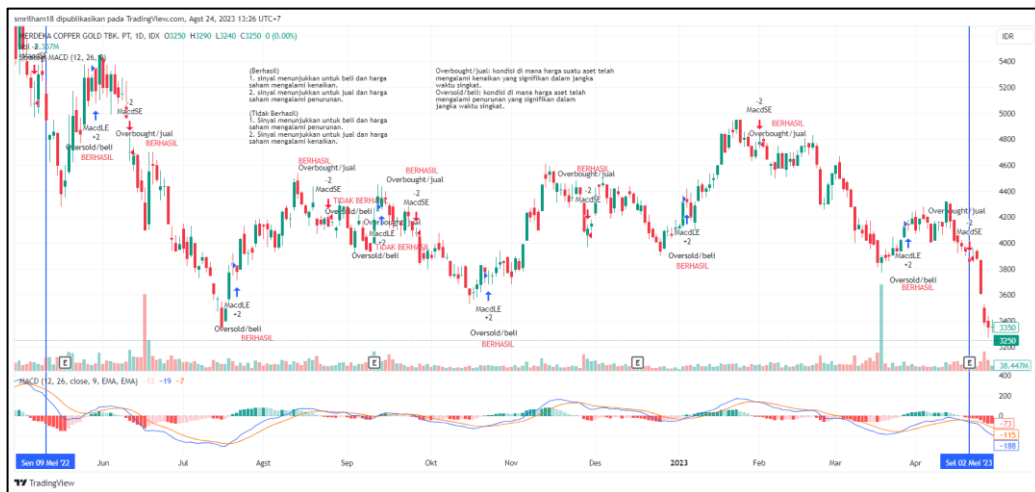 smrilham18 dipublikasikan pada TradingView.com, Agst 24, 2023 13:26 UTC+7
MERDEKA COPPER GOLD TBK. PT, 1D, IDX O3250 H3290 L3240 C3250 0 (0.00%)
IDR
MACD (12, 26, 9)
(Berhasil)
1. sinyal menunjukkan untuk beli dan harga
saham mengalami kenaikan.
2. sinyal menunjukkan untuk jual dan harga
saham mengalami penurunan.
(Tidak Berhasil)
1. Sinyal menunjukkan untuk beli dan harga
saham mengalami penurunan.
2. Sinyal menunjukkan untuk jual dan harga
saham mengalami kenaikan.
Overbought/jual: kondisi di mana harga suatu aset telah
mengalami kenaikan yang signifikan dalam jangka
waktu singkat.
Oversold/beli: kondisi di mana harga aset telah
mengalami penurunan yang signifikan dalam
jangka waktu singkat.
MacdSE
MacdLE
+2
Oversold/beli
BERHASIL
-2
MacdSE
Overbought/jual
BERHASIL
MacdLE
+2
Oversold/beli
BERHASIL
BERHASIL
Overbought/jual
-2
MacdSE
TIDAK BERHASIL
Oversold/beli
Overbought/jual
MacdLE
+2
TIDAK BERHASIL
Oversold/beli
BERHASIL
Overbought/jual
-2
MacdSE
MacdLE
+2
Oversold/beli
BERHASIL
BERHASIL
Overbought/jual
-2
MacdSE
MacdLE
+2
Oversold/beli
BERHASIL
-2
MacdSE
BERHASIL
Overbought/jual
MacdLE
+2
Oversold/beli
BERHASIL
Overbought/jual
-2
MacdSE
5400
5200
5000
4800
4600
4400
4200
4000
3800
3600
3400
3350
3250
3200
38.447M
E
E
E
E
MACD (12, 26, close, 9, EMA, EMA) -13 -19 -7
400
200
0
-73
-115
-188
Sen 09 Mei '22
Jun
Jul
Agst
Sep
Okt
Nov
Des
2023
Feb
Mar
Apr
Sel 02 Mei '23
TradingView